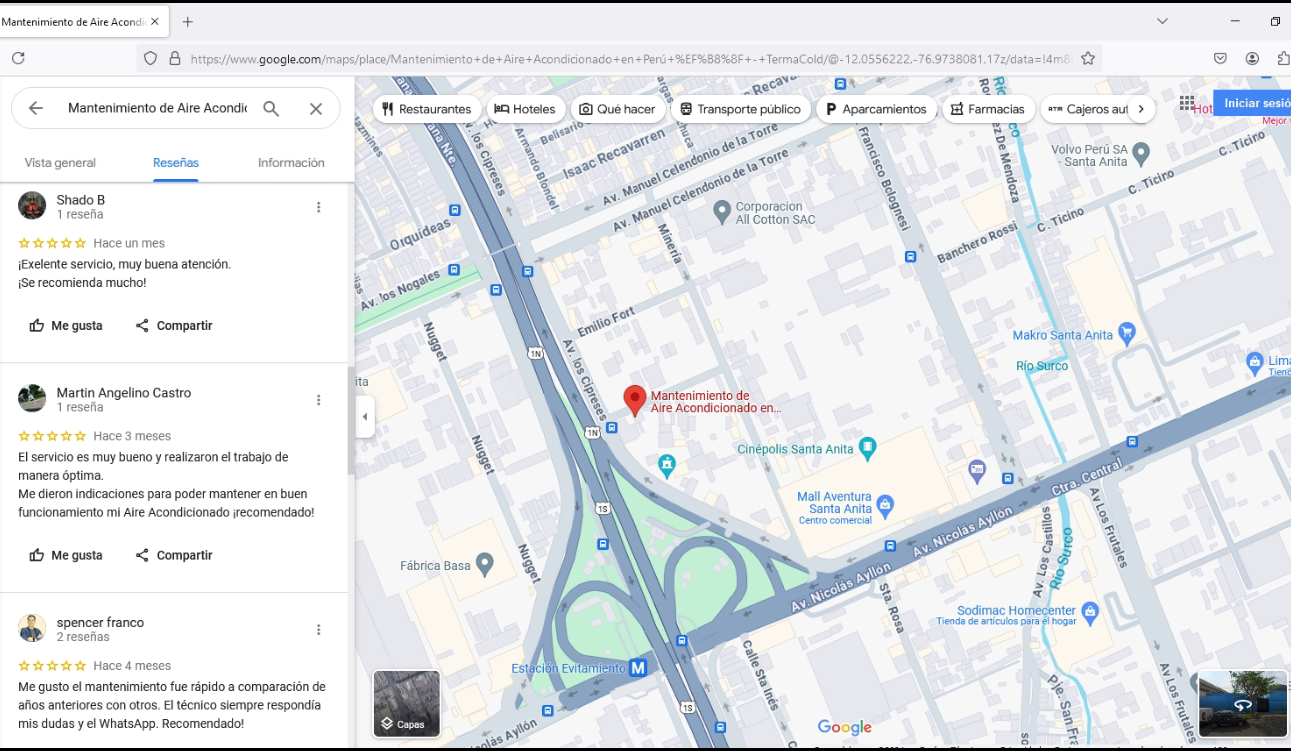 Mantenimiento de Aire Acondic
https://www.google.com/maps/place/Mantenimiento+de+Aire+Acondicionado+en+Perú+%EF%B8%8F+-+TermaCold/@-12.0556222,-76.9738081,17z/data=!4m8
Mantenimiento de Aire Acondic
Vista general
Reseñas
Información
Shado B
1 reseña
Hace un mes
¡Exelente servicio, muy buena atención.
¡Se recomienda mucho!
Me gusta
Compartir
Martin Angelino Castro
1 reseña
Hace 3 meses
El servicio es muy bueno y realizaron el trabajo de
manera óptima.
Me dieron indicaciones para poder mantener en buen
funcionamiento mi Aire Acondicionado ¡recomendado!
Me gusta
Compartir
spencer franco
2 reseñas
Hace 4 meses
Me gusto el mantenimiento fue rápido a comparación de
años anteriores con otros. El técnico siempre respondía
mis dudas y el WhatsApp. Recomendado!
Restaurantes
Hoteles
Qué hacer
Transporte público
Aparcamientos
Farmacias
Cajeros aut
Iniciar sesió
Hot
Mejor
Isaac Recavarren
Armando Blondel
Av. Manuel Celendonio de la Torre
Av. Manuel Celendonio de la Torre
Francisco Bolognesi
Volvo Perú SA
- Santa Anita
C. Ticino
C. Ticino
C. Ticino
Corporacion
All Cotton SAC
Orquídeas
Minería
Banchero Rossi
Av. los Nogales
Nugget
Emilio Fort
1N
Av. los Cipreses
Makro Santa Anita
Río Surco
Lima
Tiend
Mantenimiento de
Aire Acondicionado en...
1N
Nugget
Cinépolis Santa Anita
Ctra. Central
Mall Aventura
Santa Anita
Centro comercial
1S
Av. Nicolás Ayllón
Av. Los Castillos
Río Surco
Av Los Frutales
Fábrica Basa
Nugget
Av. Nicolás Ayllón
Sta. Rosa
Sodimac Homecenter
Tienda de artículos para el hogar
Estación Evitamiento
M
Calle Sta Inés
1S
Pje. San Fra
Av Los Frutales
Capas
Google